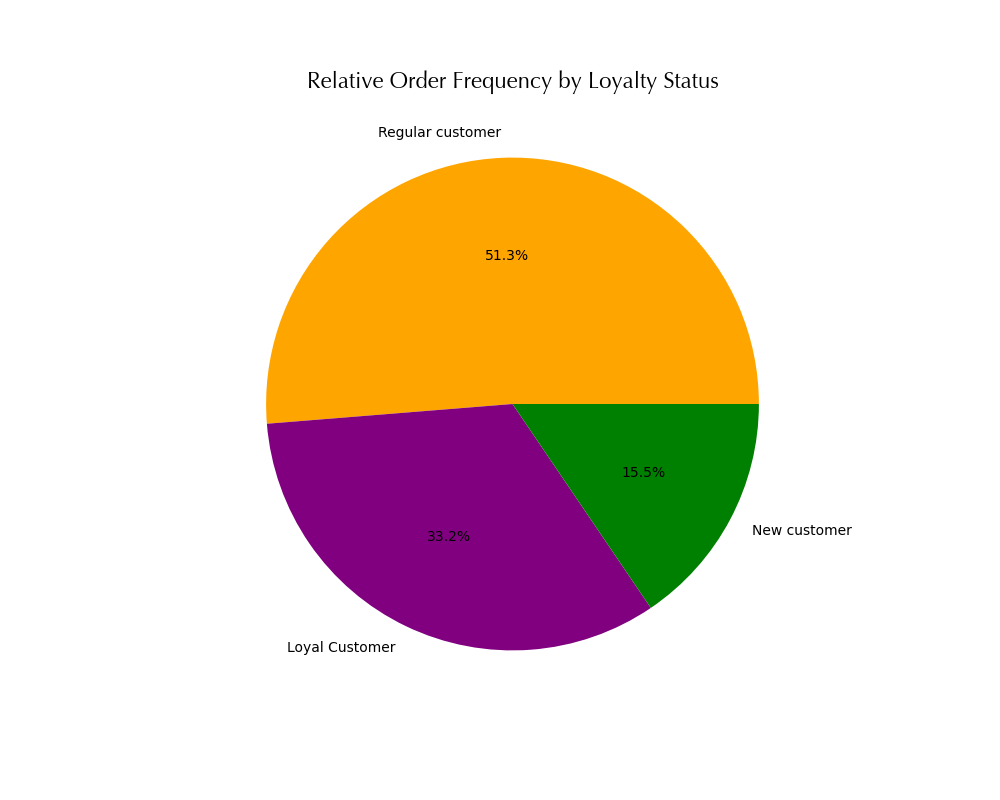 Relative Order Frequency by Loyalty Status
Regular customer
51.3%
15.5%
New customer
33.2%
Loyal Customer